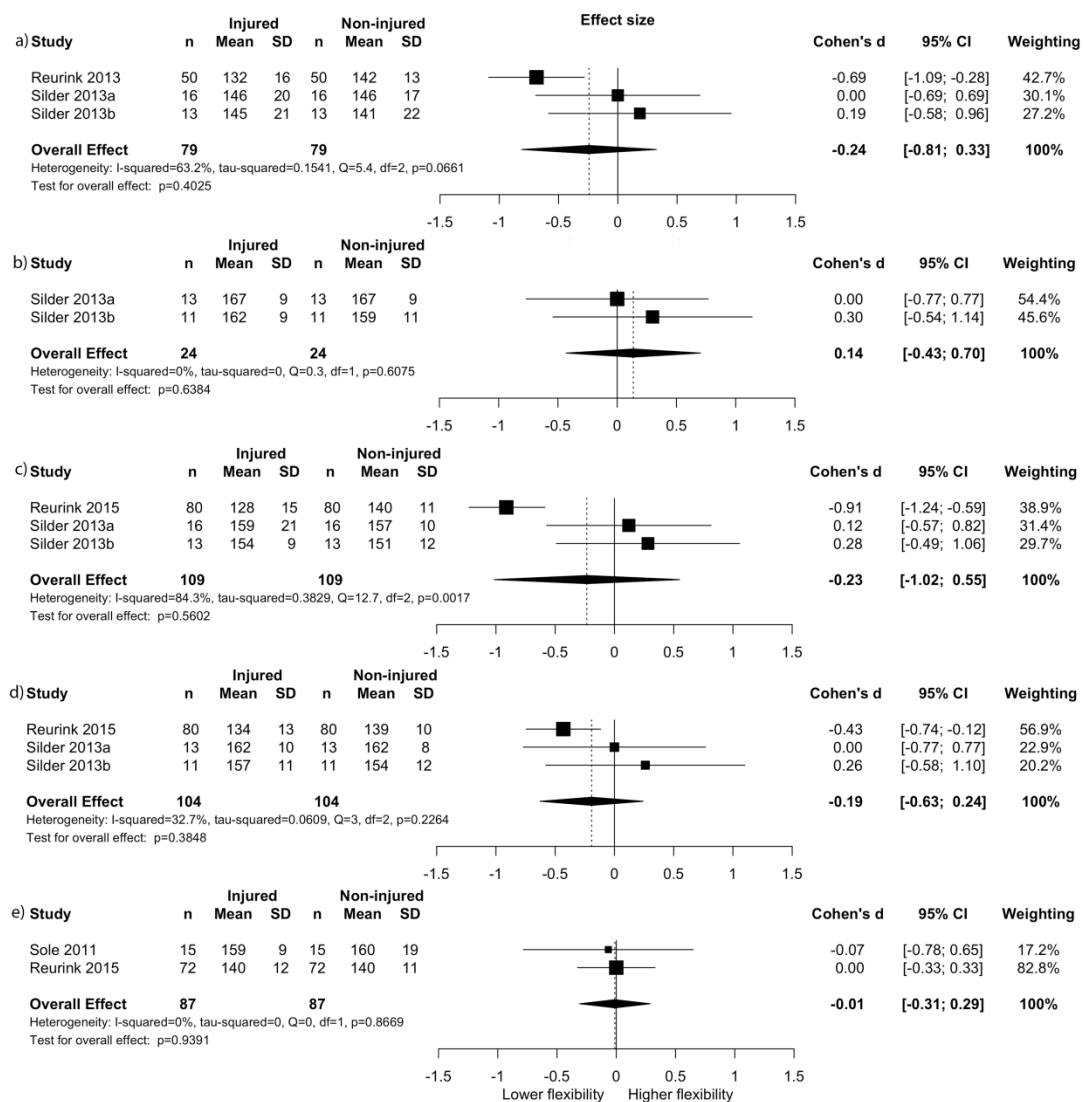 Injured Non-injured Effect size
a) Study n Mean SD n Mean SD Cohen's d 95% CI Weighting
Reurink 2013 50 132 16 50 142 13 -0.69 [-1.09; -0.28] 42.7%
Silder 2013a 16 146 20 16 146 17 0.00 [-0.69; 0.69] 30.1%
Silder 2013b 13 145 21 13 141 22 0.19 [-0.58; 0.96] 27.2%
Overall Effect 79 79 -0.24 [-0.81; 0.33] 100%
Heterogeneity: I-squared=63.2%, tau-squared=0.1541, Q=5.4, df=2, p=0.0661
Test for overall effect: p=0.4025
-1.5 -1 -0.5 0 0.5 1 1.5
Injured Non-injured
b) Study n Mean SD n Mean SD Cohen's d 95% CI Weighting
Silder 2013a 13 167 9 13 167 9 0.00 [-0.77; 0.77] 54.4%
Silder 2013b 11 162 9 11 159 11 0.30 [-0.54; 1.14] 45.6%
Overall Effect 24 24 0.14 [-0.43; 0.70] 100%
Heterogeneity: I-squared=0%, tau-squared=0, Q=0.3, df=1, p=0.6075
Test for overall effect: p=0.6384
-1.5 -1 -0.5 0 0.5 1 1.5
Injured Non-injured
c) Study n Mean SD n Mean SD Cohen's d 95% CI Weighting
Reurink 2015 80 128 15 80 140 11 -0.91 [-1.24; -0.59] 38.9%
Silder 2013a 16 159 21 16 157 10 0.12 [-0.57; 0.82] 31.4%
Silder 2013b 13 154 9 13 151 12 0.28 [-0.49; 1.06] 29.7%
Overall Effect 109 109 -0.23 [-1.02; 0.55] 100%
Heterogeneity: I-squared=84.3%, tau-squared=0.3829, Q=12.7, df=2, p=0.0017
Test for overall effect: p=0.5602
-1.5 -1 -0.5 0 0.5 1 1.5
Injured Non-injured
d) Study n Mean SD n Mean SD Cohen's d 95% CI Weighting
Reurink 2015 80 134 13 80 139 10 -0.43 [-0.74; -0.12] 56.9%
Silder 2013a 13 162 10 13 162 8 0.00 [-0.77; 0.77] 22.9%
Silder 2013b 11 157 11 11 154 12 0.26 [-0.58; 1.10] 20.2%
Overall Effect 104 104 -0.19 [-0.63; 0.24] 100%
Heterogeneity: I-squared=32.7%, tau-squared=0.0609, Q=3, df=2, p=0.2264
Test for overall effect: p=0.3848
-1.5 -1 -0.5 0 0.5 1 1.5
Injured Non-injured
e) Study n Mean SD n Mean SD Cohen's d 95% CI Weighting
Sole 2011 15 159 9 15 160 19 -0.07 [-0.78; 0.65] 17.2%
Reurink 2015 72 140 12 72 140 11 0.00 [-0.33; 0.33] 82.8%
Overall Effect 87 87 -0.01 [-0.31; 0.29] 100%
Heterogeneity: I-squared=0%, tau-squared=0, Q=0, df=1, p=0.8669
Test for overall effect: p=0.9391
-1.5 -1 -0.5 0 0.5 1 1.5
Lower flexibility Higher flexibility